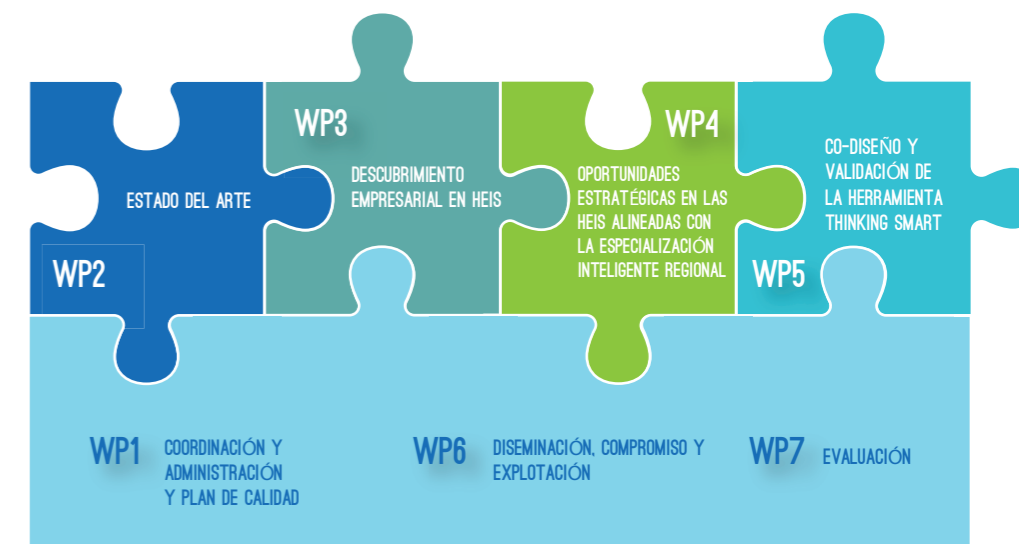 WP2
ESTADO DEL ARTE
WP3
DESCUBRIMIENTO
EMPRESARIAL EN HEIS
WP4
OPORTUNIDADES
ESTRATÉGICAS EN LAS
HEIS ALINEADAS CON
LA ESPECIALIZACIÓN
INTELIGENTE REGIONAL
WP5
CO-DISEÑO Y
VALIDACIÓN DE
LA HERRAMIENTA
THINKING SMART
WP1
COORDINACIÓN Y
ADMINISTRACIÓN
Y PLAN DE CALIDAD
WP6
DISEMINACIÓN, COMPROMISO Y
EXPLOTACIÓN
WP7
EVALUACIÓN